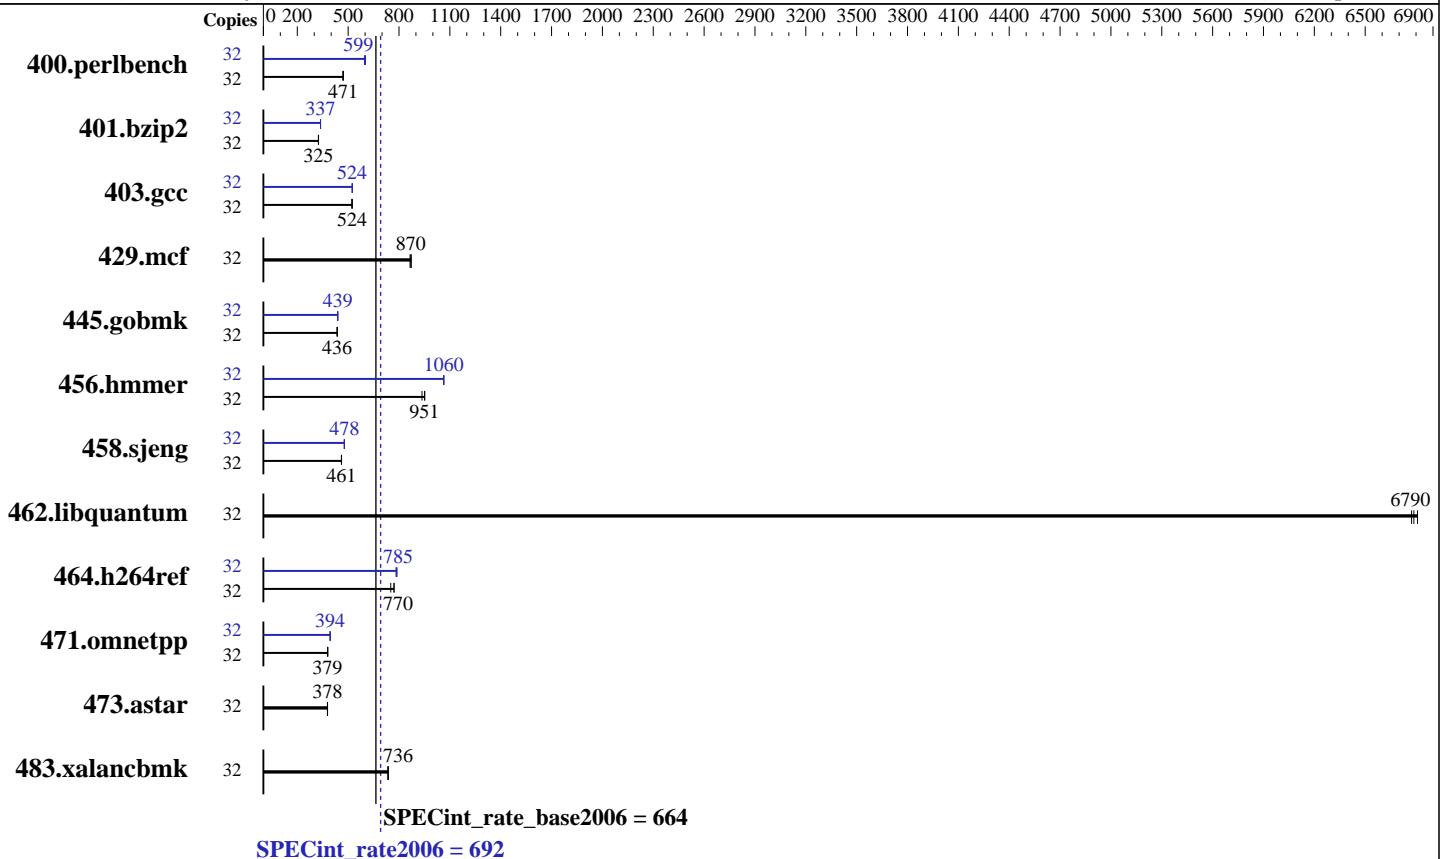 Copies 0 200 500 800 1100 1400 1700 2000 2300 2600 2900 3200 3500 3800 4100 4400 4700 5000 5300 5600 5900 6200 6500 6900
400.perlbench 32 599
32 471
401.bzip2 32 337
32 325
403.gcc 32 524
32 524
429.mcf 32 870
445.gobmk 32 439
32 436
456.hmmer 32 1060
32 951
458.sjeng 32 478
32 461
462.libquantum 32 6790
464.h264ref 32 785
32 770
471.omnetpp 32 394
32 379
473.astar 32 378
483.xalancbmk 32 736
SPECint_rate_base2006 = 664
SPECint_rate2006 = 692